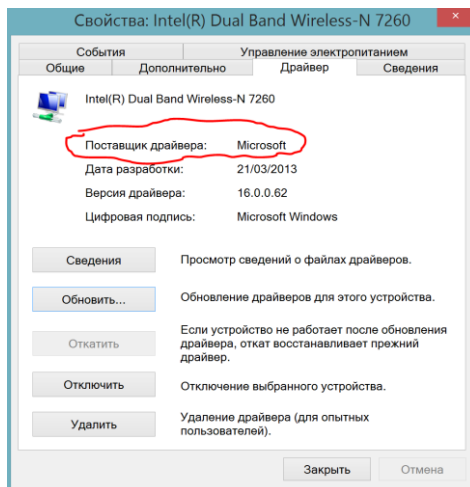 Свойства: Intel(R) Dual Band Wireless-N 7260
События Управление электропитанием
Общие Дополнительно Драйвер Сведения
Intel(R) Dual Band Wireless-N 7260
Поставщик драйвера: Microsoft
Дата разработки: 21/03/2013
Версия драйвера: 16.0.0.62
Цифровая подпись: Microsoft Windows
Сведения Просмотр сведений о файлах драйверов.
Обновить... Обновление драйверов для этого устройства.
Откатить Если устройство не работает после обновления
драйвера, откат восстанавливает прежний
драйвер.
Отключить Отключение выбранного устройства.
Удалить Удаление драйвера (для опытных
пользователей).
Закрыть Отмена